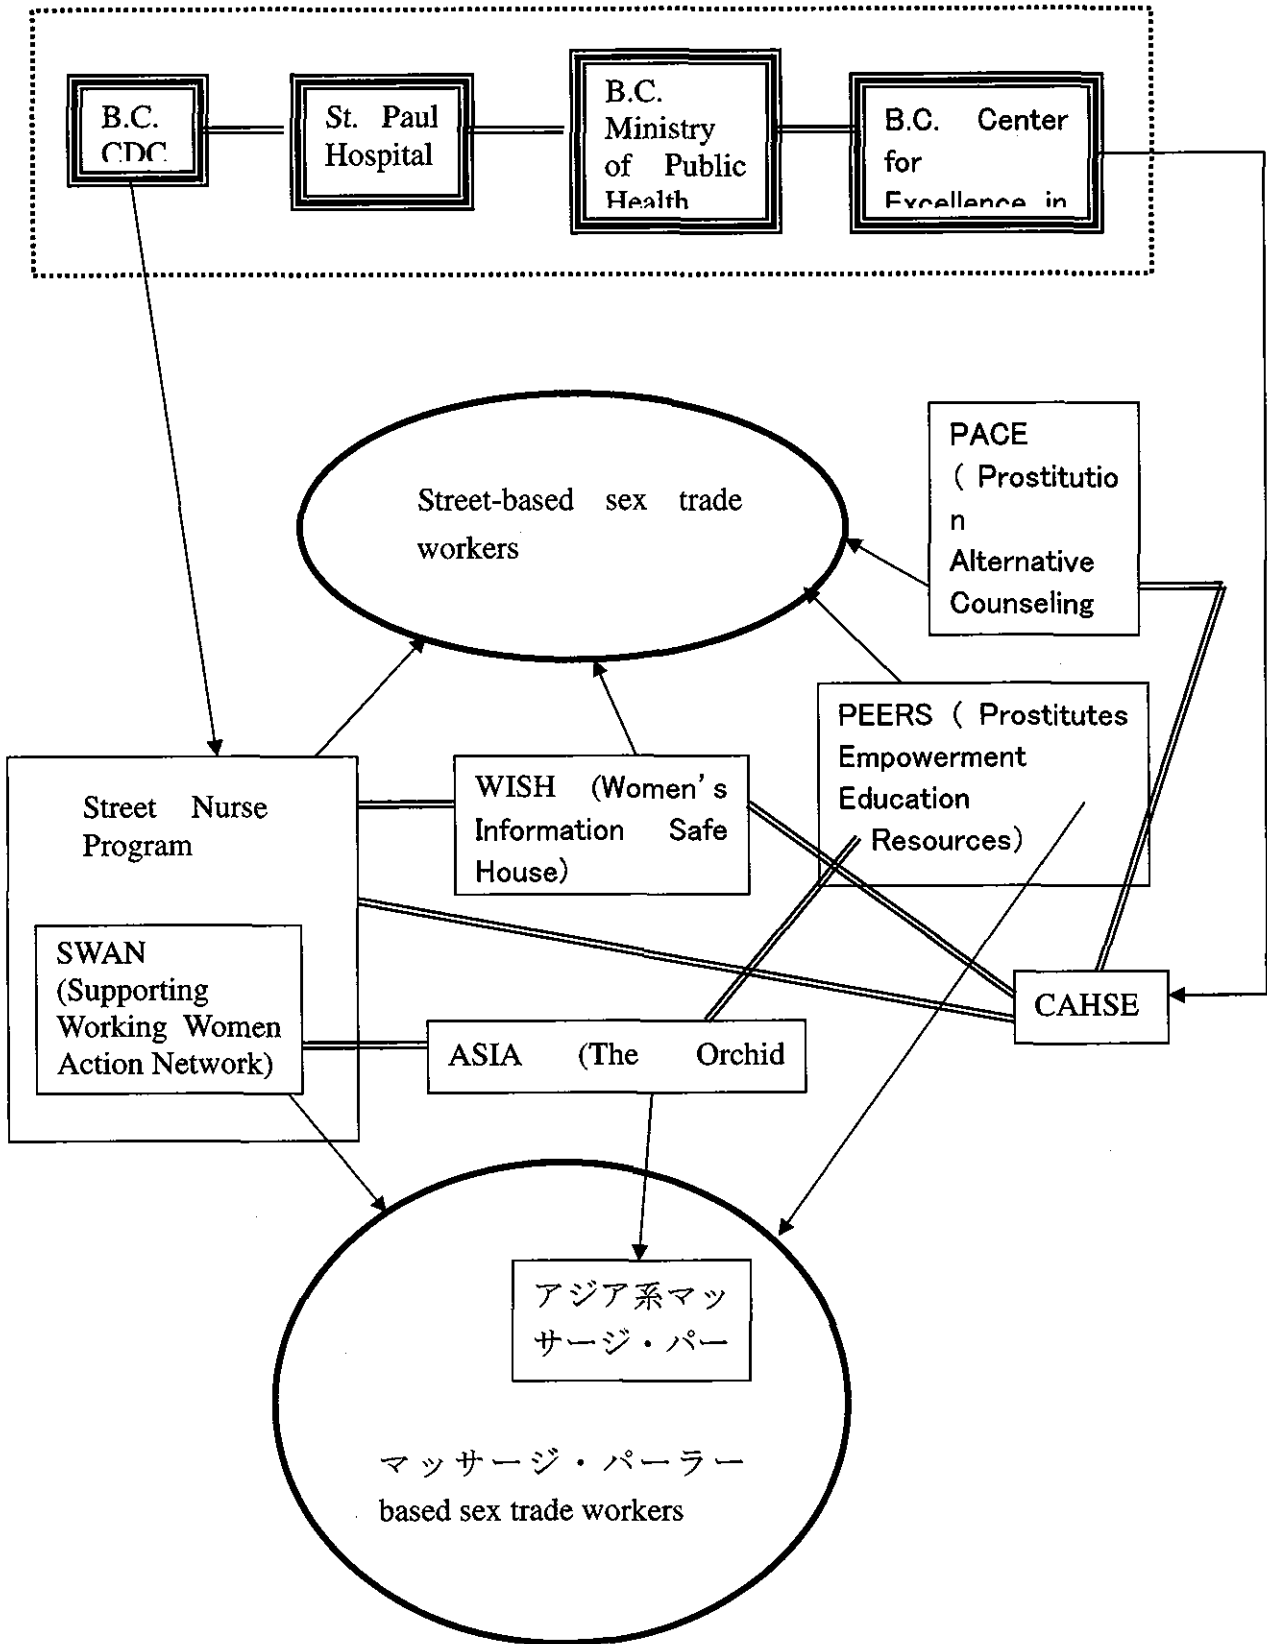 B.C.
CDC
St. Paul
Hospital
B.C.
Ministry
of Public
Health
B.C. Center
for
Excellence in
Street-based sex trade
workers
PACE
( Prostitutio
n
Alternative
Counseling
PEERS ( Prostitutes
Empowerment
Education
Resources)
Street Nurse
Program
WISH (Women's
Information Safe
House)
SWAN
(Supporting
Working Women
Action Network)
ASIA (The Orchid
CAHSE
アジア系マッ
サージ・パー
マッサージ・パーラー
based sex trade workers